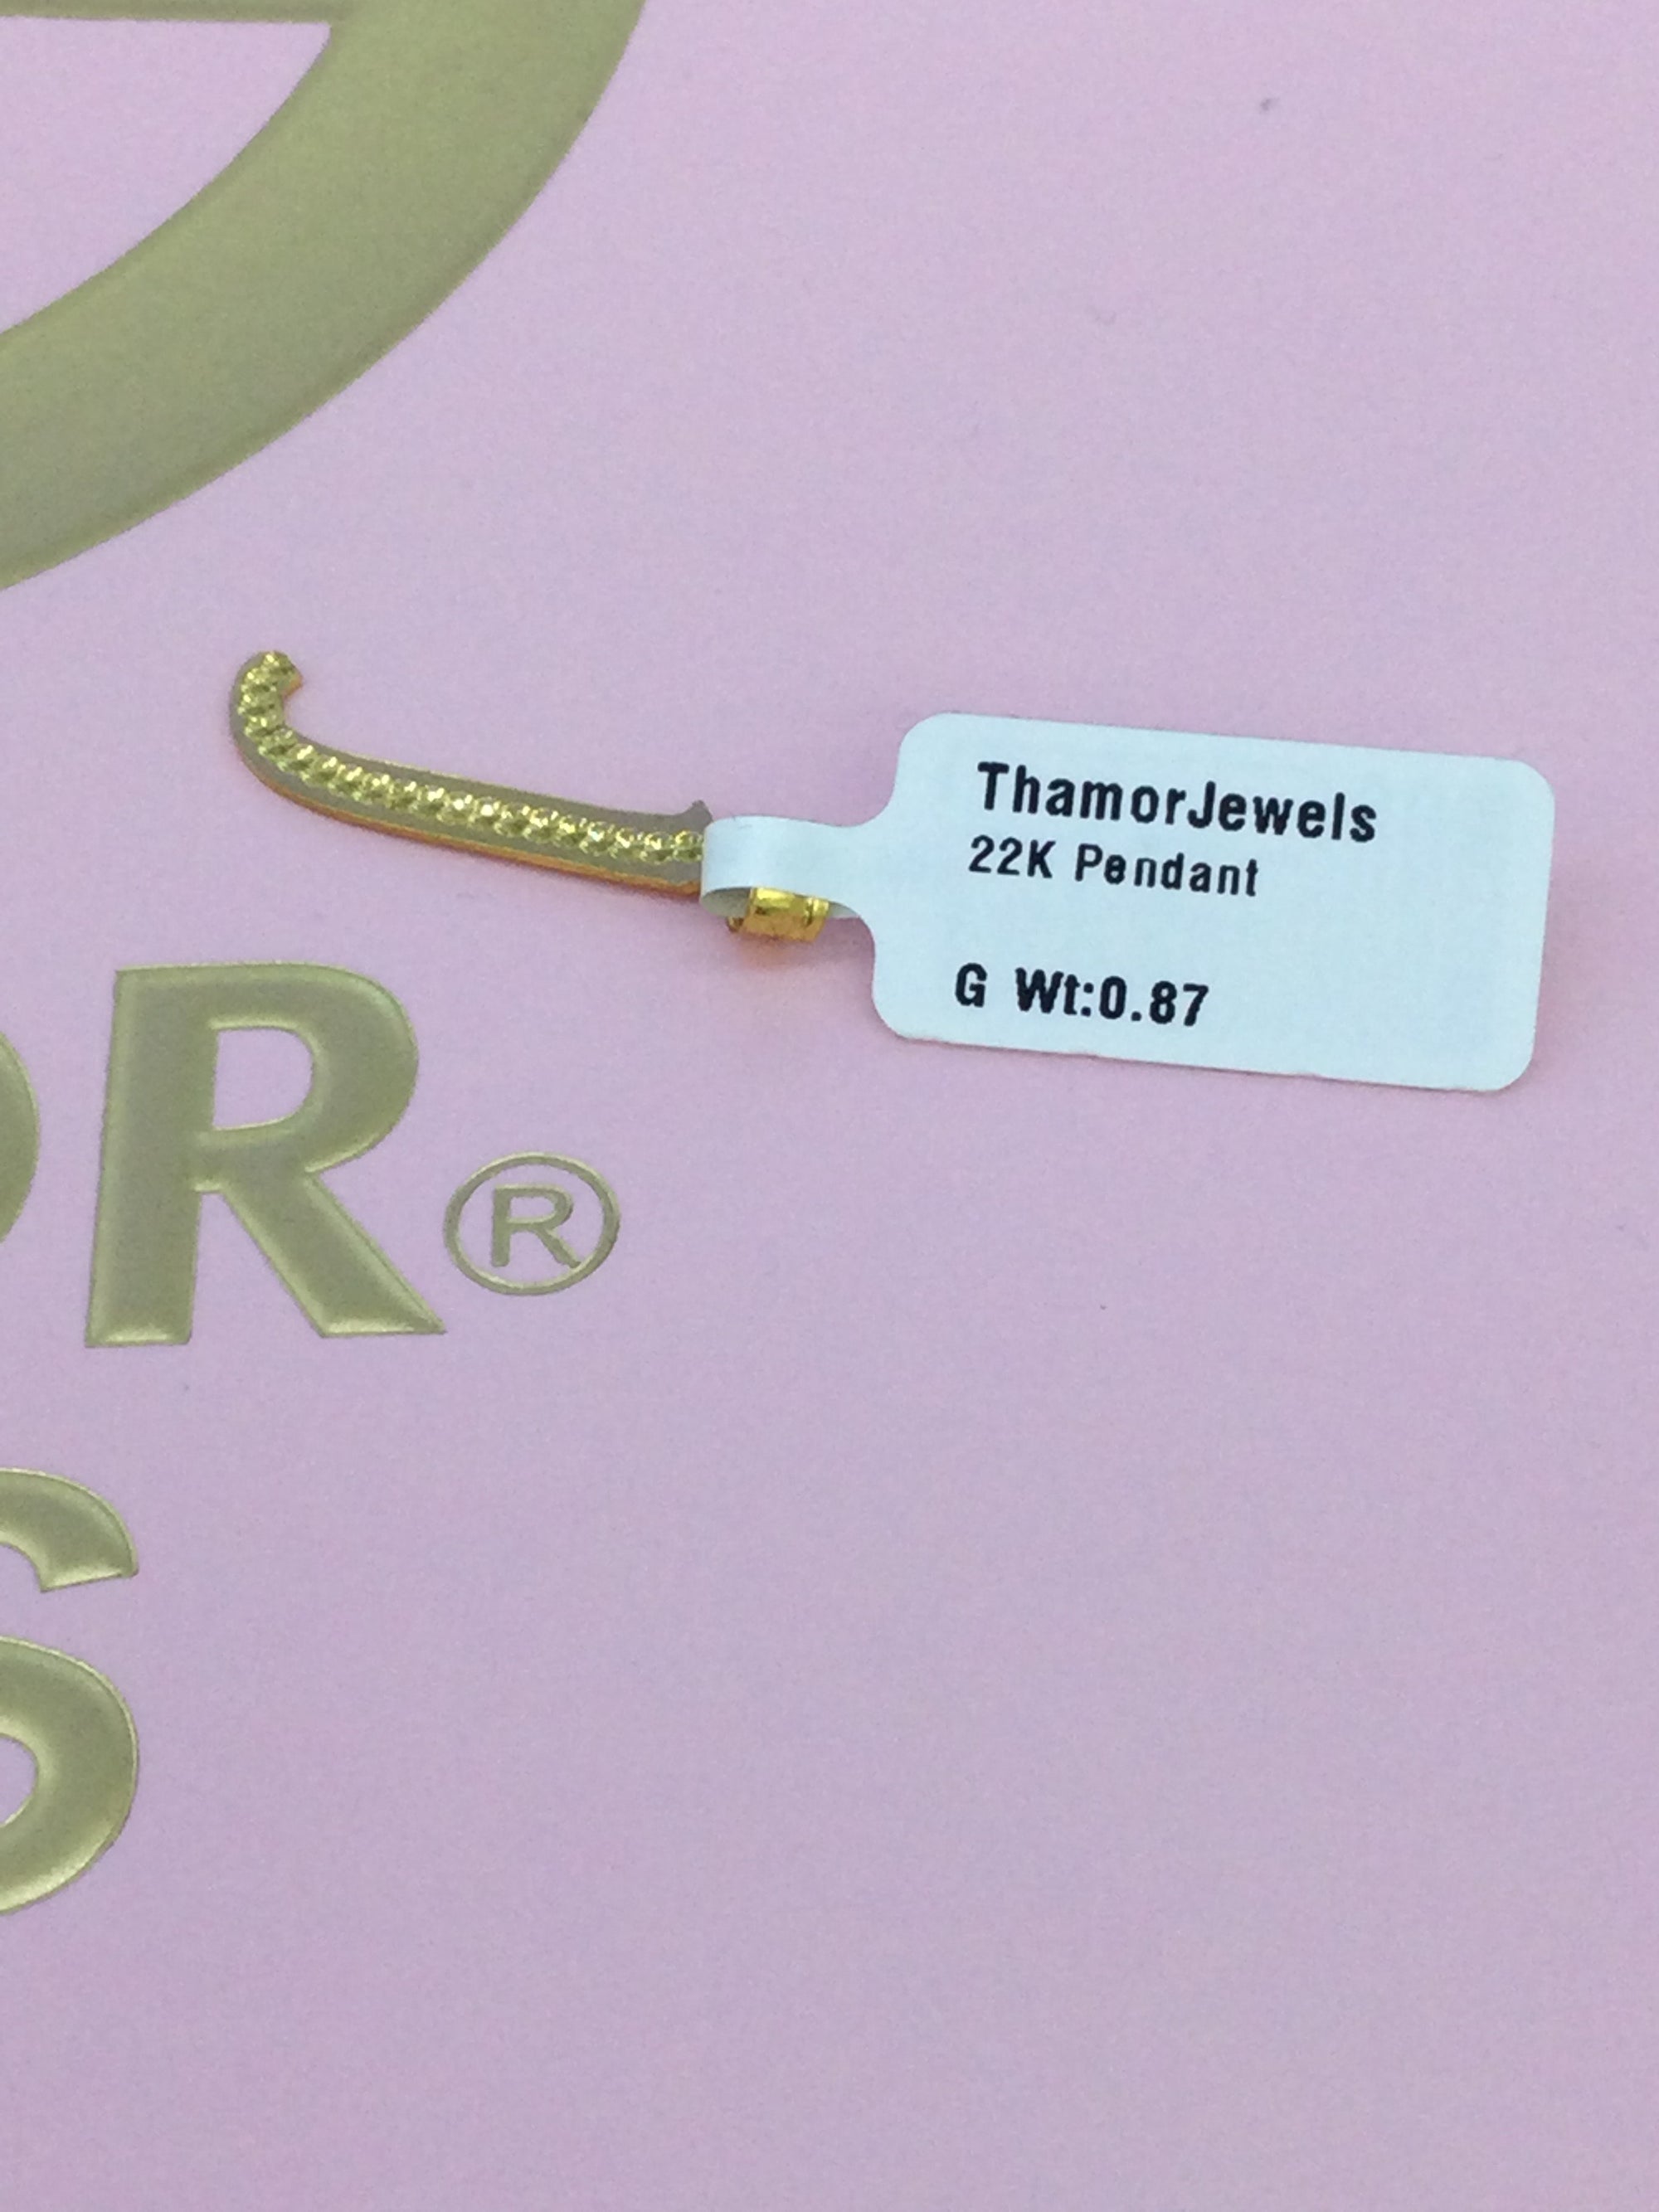 ThamorJewels
22K Pendant
G Wt:0.87
OR®
S